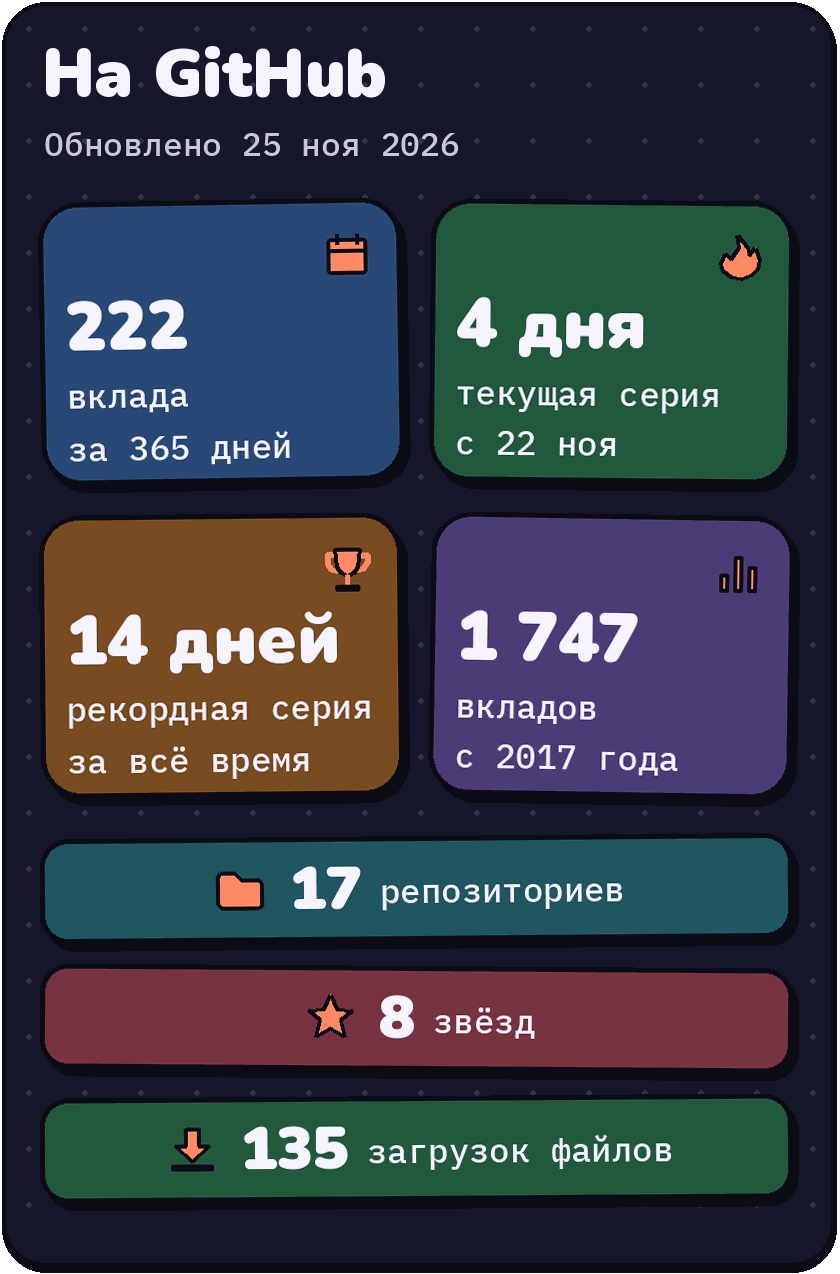 На GitHub
Обновлено 25 ноя 2026
222
вклада
за 365 дней
4 дня
текущая серия
с 22 ноя
14 дней
рекордная серия
за всё время
1 747
вкладов
с 2017 года
17 репозиториев
8 звёзд
135 загрузок файлов